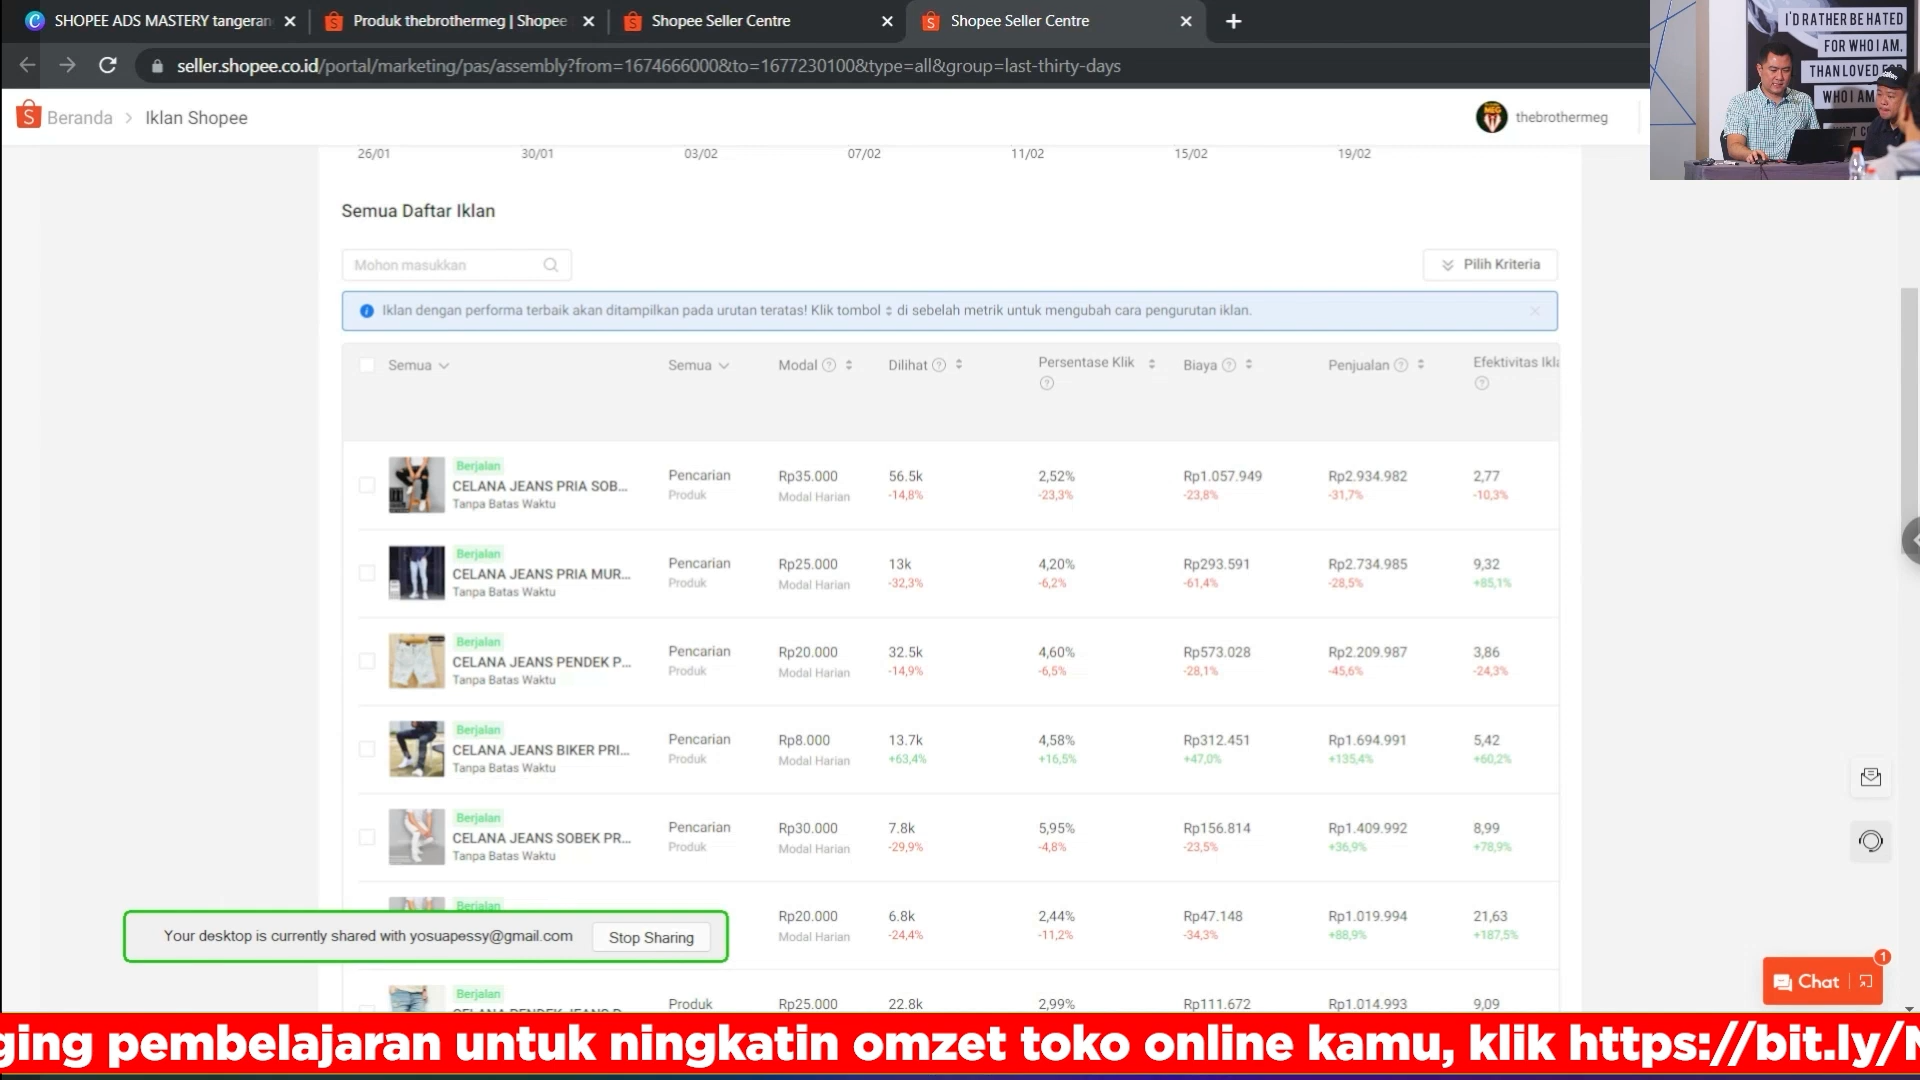 SHOPEE ADS MASTERY tangeran
Produk thebrothermeg | Shopee
Shopee Seller Centre
Shopee Seller Centre
seller.shopee.co.id/portal/marketing/pas/assembly?from=1674666000&to=1677230100&type=all&group=last-thirty-days
I'D RATHER BE HATED
FOR WHO I AM.
THAN LOVED FOR
WHO I AM
Beranda > Iklan Shopee
thebrothermeg
26/01 30/01 03/02 07/02 11/02 15/02 19/02
Semua Daftar Iklan
Mohon masukkan
Pilih Kriteria
Iklan dengan performa terbaik akan ditampilkan pada urutan teratas! Klik tombol di sebelah metrik untuk mengubah cara pengurutan iklan.
Semua Semua Modal Dilihat Persentase Klik Biaya Penjualan Efektivitas Ikla
Berjalan
CELANA JEANS PRIA SOB... Pencarian Rp35.000 56.5k 2,52% Rp1.057.949 Rp2.934.982 2,77
Tanpa Batas Waktu Produk Modal Harian -14,8% -23,3% -23,8% -31,7% -10,3%
Berjalan
CELANA JEANS PRIA MUR... Pencarian Rp25.000 13k 4,20% Rp293.591 Rp2.734.985 9,32
Tanpa Batas Waktu Produk Modal Harian -32,3% -6,2% -61,4% -28,5% +85,1%
Berjalan
CELANA JEANS PENDEK P... Pencarian Rp20.000 32.5k 4,60% Rp573.028 Rp2.209.987 3,86
Tanpa Batas Waktu Produk Modal Harian -14,9% -6,5% -28,1% -45,6% -24,3%
Berjalan
CELANA JEANS BIKER PRI... Pencarian Rp8.000 13.7k 4,58% Rp312.451 Rp1.694.991 5,42
Tanpa Batas Waktu Produk Modal Harian +63,4% +16,5% +47,0% +135,4% +60,2%
Berjalan
CELANA JEANS SOBEK PR... Pencarian Rp30.000 7.8k 5,95% Rp156.814 Rp1.409.992 8,99
Tanpa Batas Waktu Produk Modal Harian -29,9% -4,8% -23,5% +36,9% +78,9%
Berjalan
Rp20.000 6.8k 2,44% Rp47.148 Rp1.019.994 21,63
Modal Harian -24,4% -11,2% -34,3% +88,9% +187,5%
Your desktop is currently shared with yosuapessy@gmail.com Stop Sharing
Berjalan
Produk Rp25.000 22.8k 2,99% Rp111.672 Rp1.014.993 9,09
Chat
1
ging pembelajaran untuk ningkatin omzet toko online kamu, klik https://bit.ly/